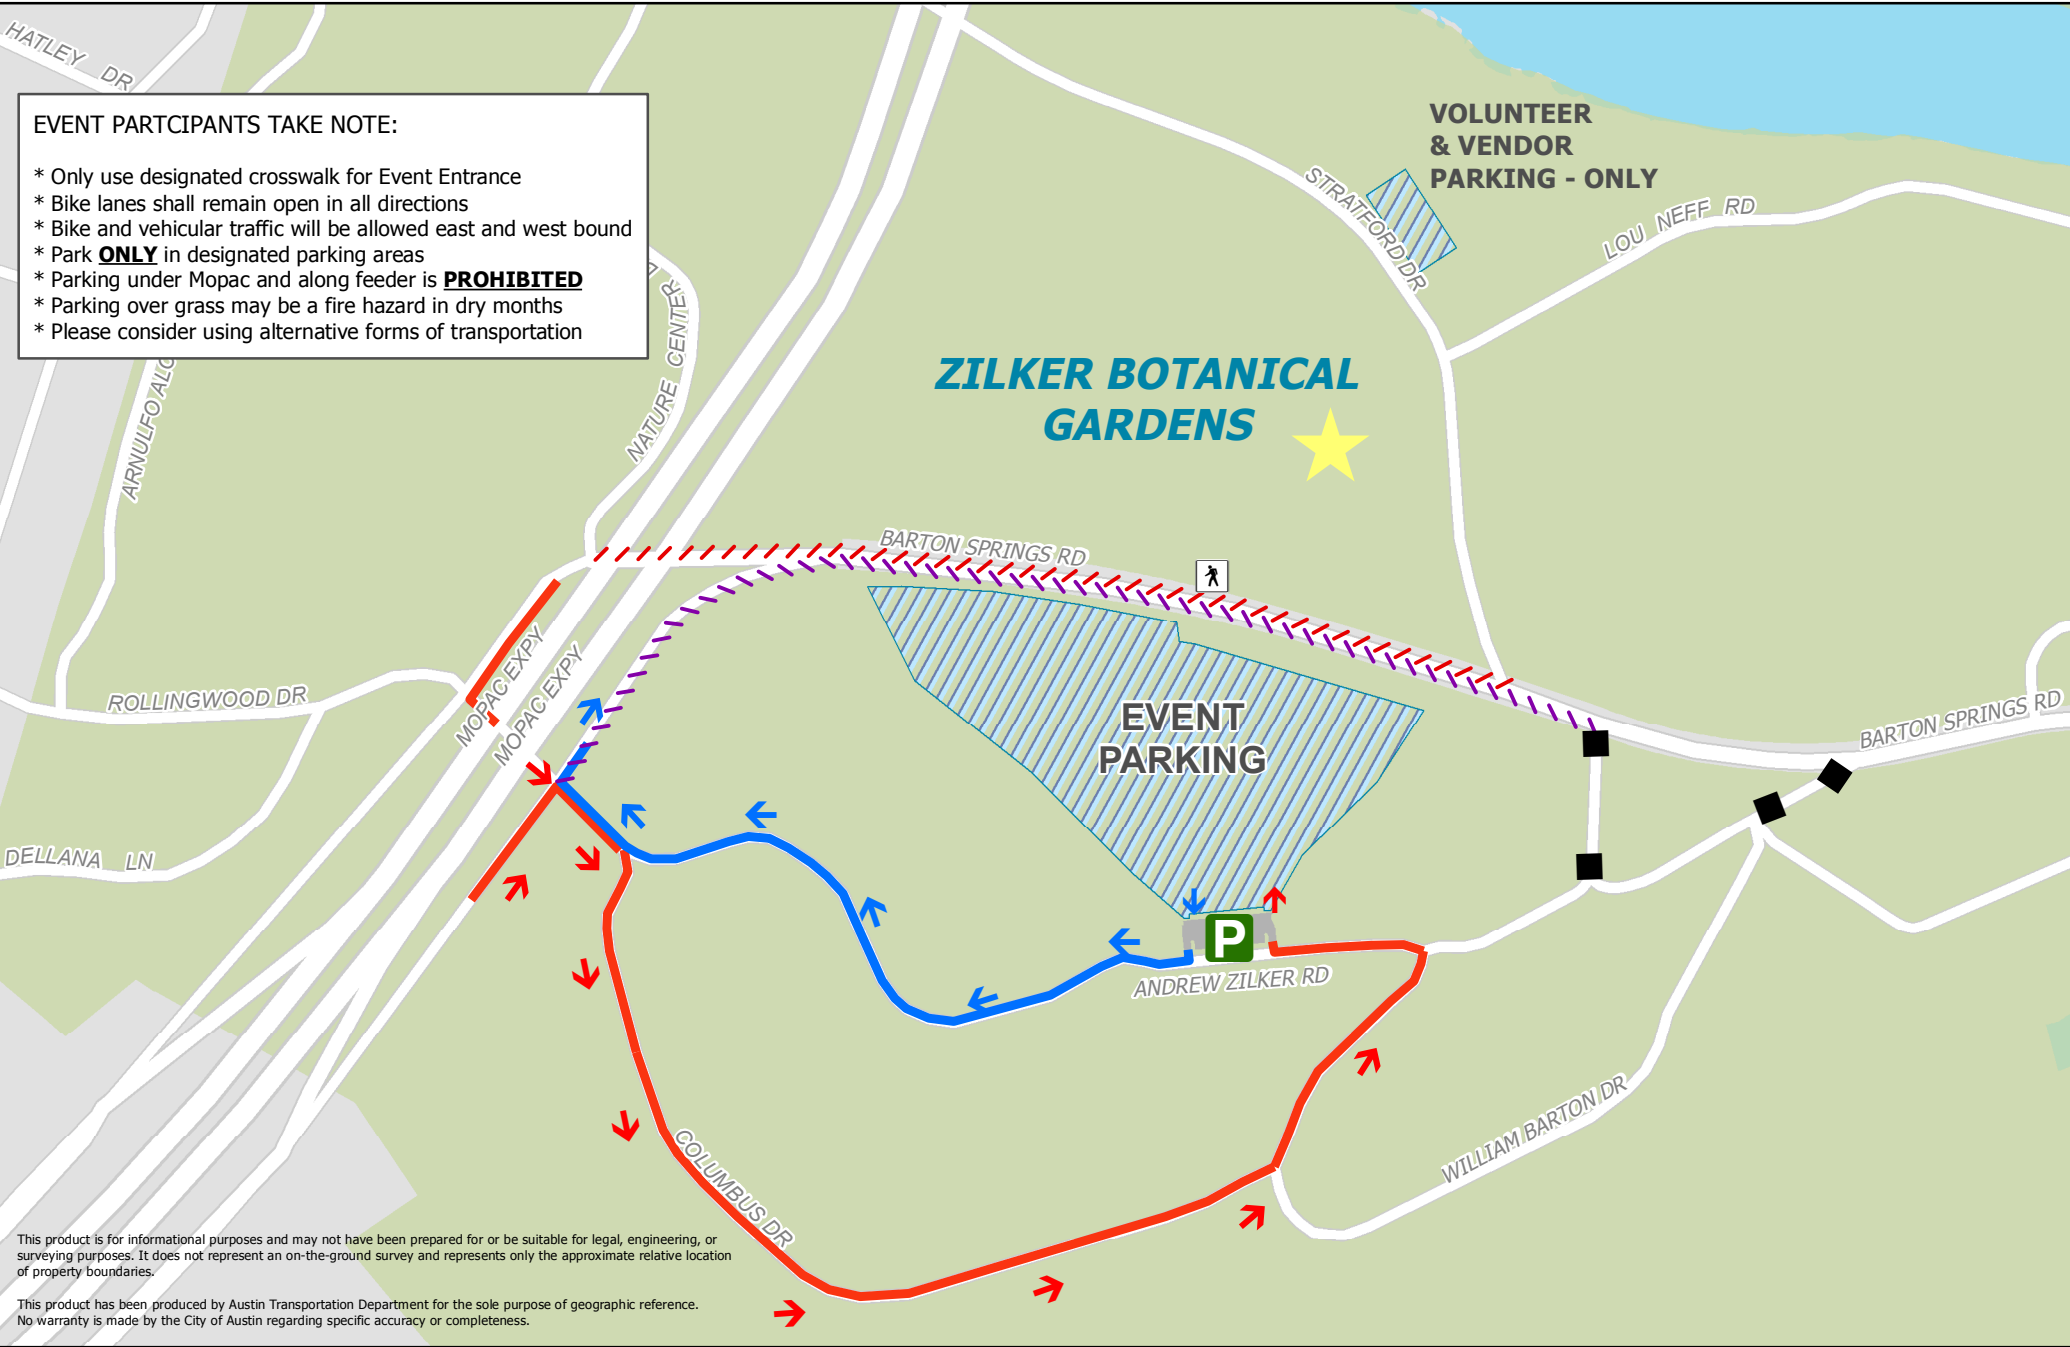 HATLEY DR
EVENT PARTCIPANTS TAKE NOTE:
* Only use designated crosswalk for Event Entrance
* Bike lanes shall remain open in all directions
* Bike and vehicular traffic will be allowed east and west bound
* Park ONLY in designated parking areas
* Parking under Mopac and along feeder is PROHIBITED
* Parking over grass may be a fire hazard in dry months
* Please consider using alternative forms of transportation
VOLUNTEER
& VENDOR
PARKING - ONLY
STRATFORD DR
LOU NEFF RD
NATURE CENTER
ARNULFO ALO
ZILKER BOTANICAL
GARDENS
BARTON SPRINGS RD
ROLLINGWOOD DR
MOPAC EXPY
MOPAC EXPY
EVENT
PARKING
BARTON SPRINGS RD
DELLANA LN
P
ANDREW ZILKER RD
WILLIAM BARTON DR
COLUMBUS DR
This product is for informational purposes and may not have been prepared for or be suitable for legal, engineering, or
surveying purposes. It does not represent an on-the-ground survey and represents only the approximate relative location
of property boundaries.
This product has been produced by Austin Transportation Department for the sole purpose of geographic reference.
No warranty is made by the City of Austin regarding specific accuracy or completeness.